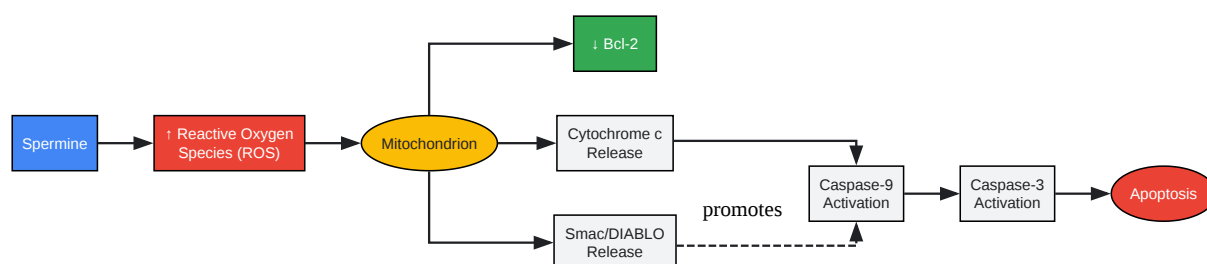 ↓ Bcl-2
Spermine
↑ Reactive Oxygen
Species (ROS)
Mitochondrion
Cytochrome c
Release
Smac/DIABLO
Release
promotes
Caspase-9
Activation
Caspase-3
Activation
Apoptosis